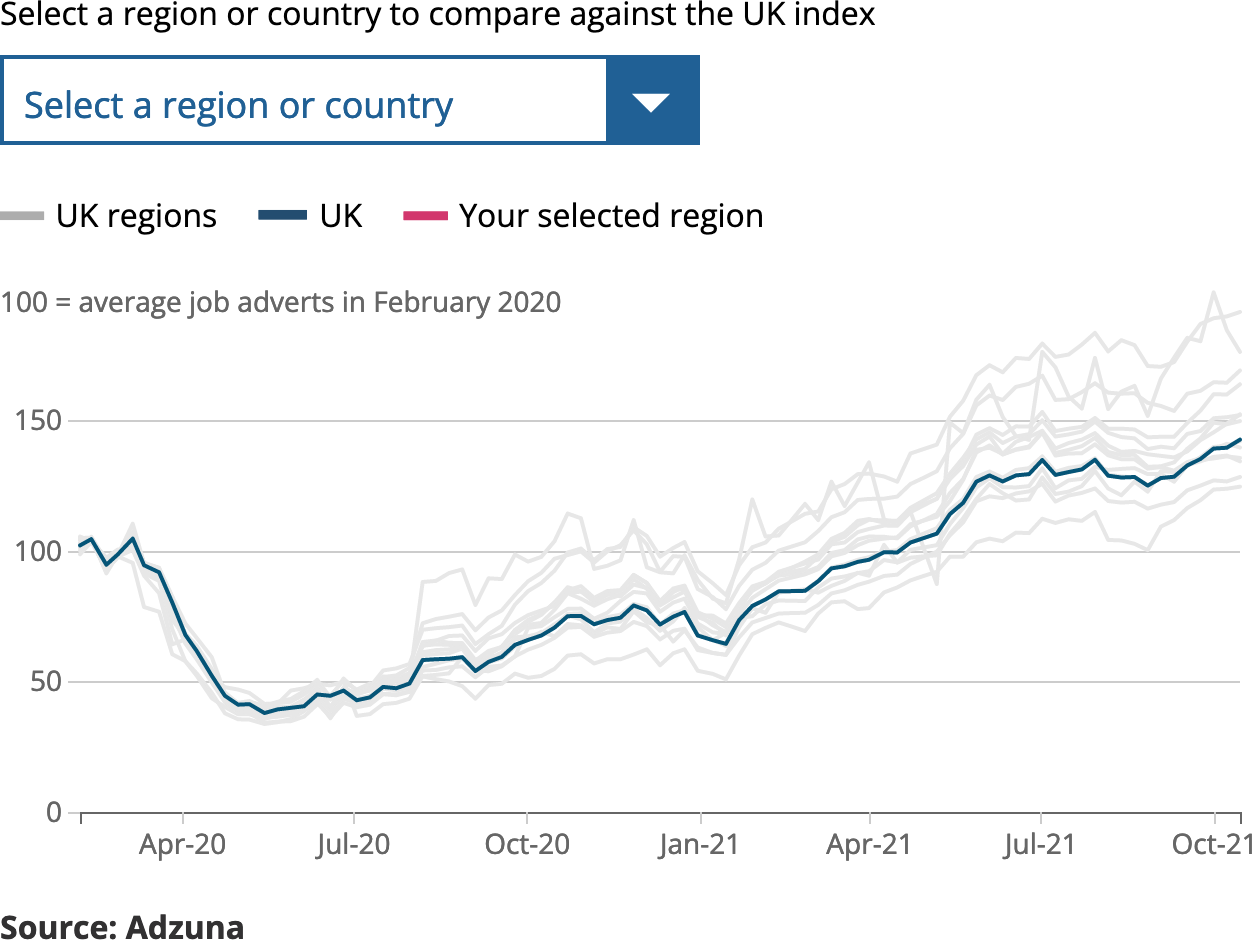 Select a region or country to compare against the UK index
Select a region or country
UK regions UK Your selected region
100 = average job adverts in February 2020
150
100
50
0
Apr-20 Jul-20 Oct-20 Jan-21 Apr-21 Jul-21 Oct-21
Source: Adzuna